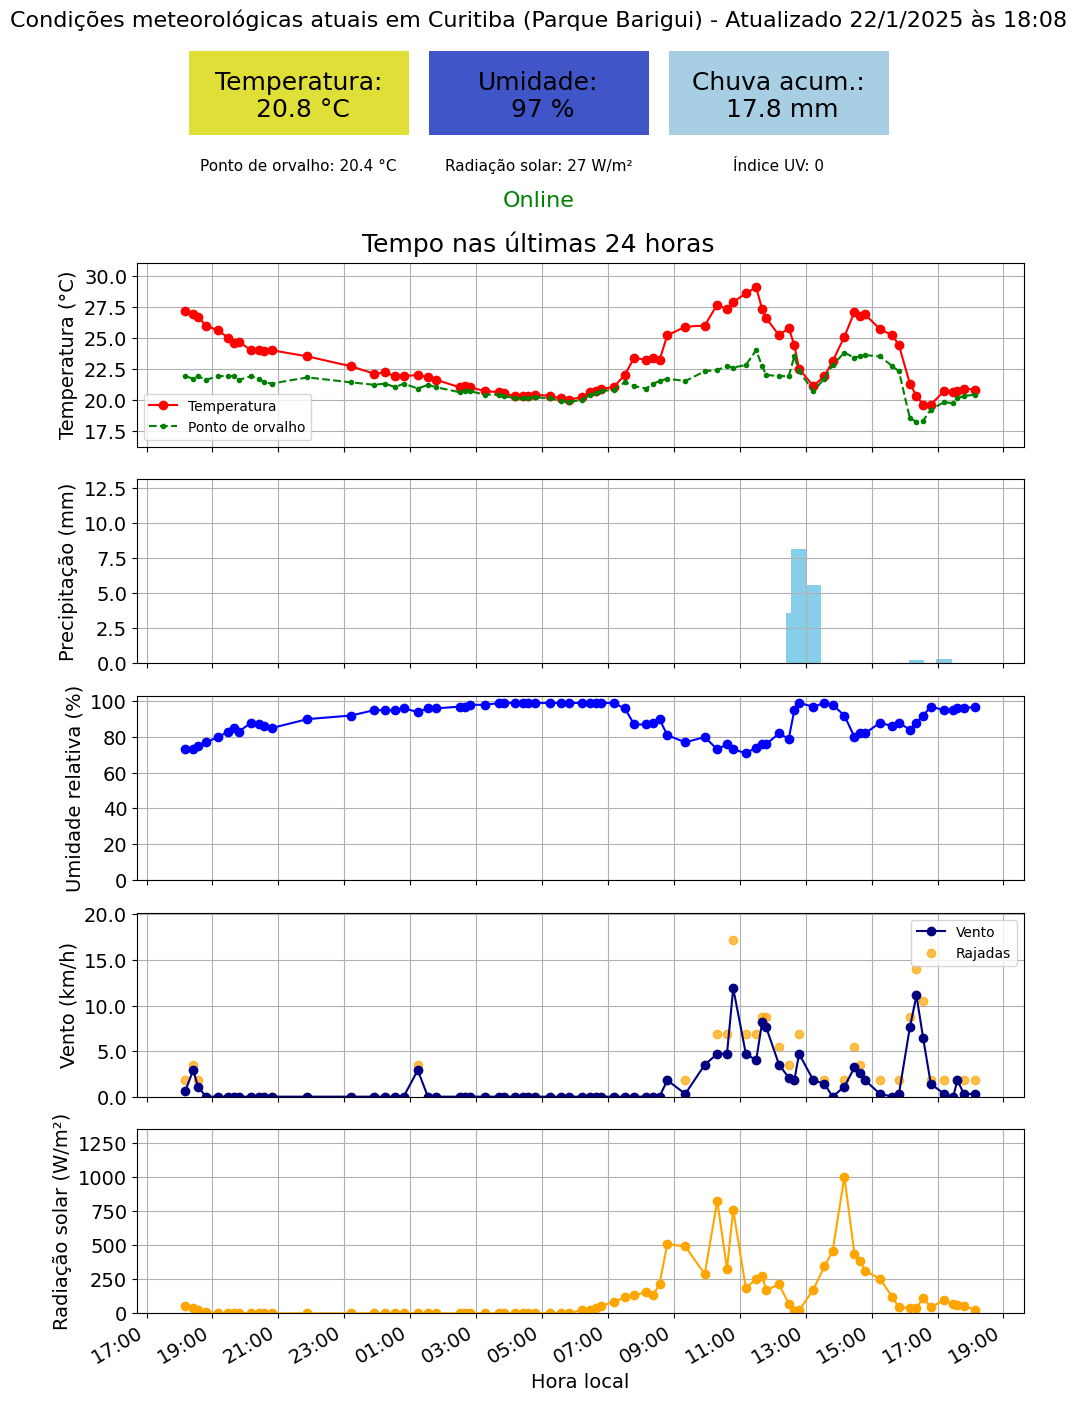 Condições meteorológicas atuais em Curitiba (Parque Barigui) - Atualizado 22/1/2025 às 18:08
Temperatura:
20.8 °C
Umidade:
97 %
Chuva acum.:
17.8 mm
Ponto de orvalho: 20.4 °C
Radiação solar: 27 W/m²
Índice UV: 0
Online
Tempo nas últimas 24 horas
Temperatura (°C)
30.0
27.5
25.0
22.5
20.0
17.5
Temperatura
Ponto de orvalho
Precipitação (mm)
12.5
10.0
7.5
5.0
2.5
0.0
Umidade relativa (%)
100
80
60
40
20
0
Vento (km/h)
20.0
15.0
10.0
5.0
0.0
Vento
Rajadas
Radiação solar (W/m²)
1250
1000
750
500
250
0
17:00
19:00
21:00
23:00
01:00
03:00
05:00
07:00
09:00
11:00
13:00
15:00
17:00
19:00
Hora local